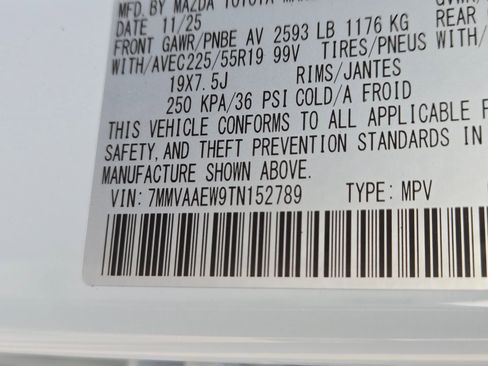 MFD. BY MAZDA TOYOTA
DATE 11/25
FRONT GAWR/PNBE AV 2593 LB 1176 KG REAR
WITH/AVEC225/55R19 99V TIRES/PNEUS WITH/
19X7.5J RIMS/JANTES
250 KPA/36 PSI COLD/A FROID
THIS VEHICLE CONFORMS TO ALL APPLICABLE
SAFETY, AND THEFT PREVENTION STANDARDS IN
MANUFACTURE SHOWN ABOVE.
VIN: 7MMVAAEW9TN152789 TYPE: MPV